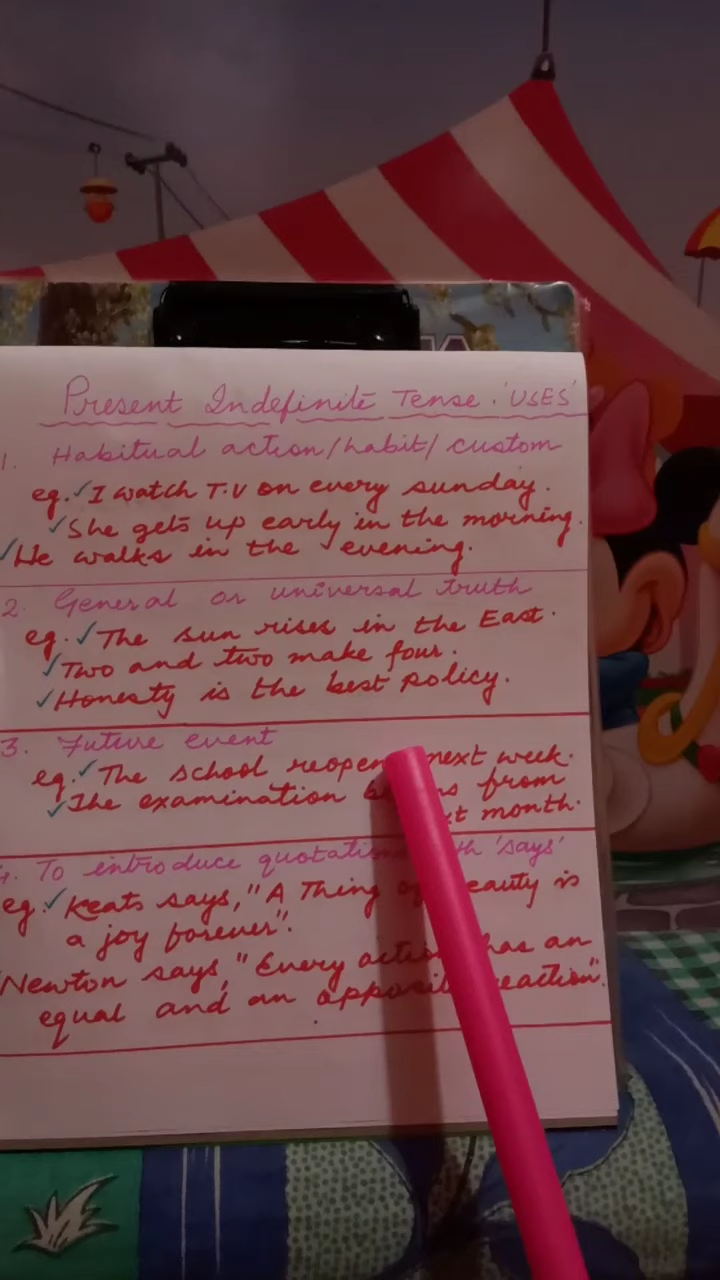 Present Indefinite Tense. 'USES'
1. Habitual action/habit/custom
eg. ✓I watch T.V on every sunday.
✓She gets up early in the morning.
✓He walks in the evening.
2. General or universal truth
eg. ✓The sun rises in the East.
✓Two and two make four.
✓Honesty is the best policy.
3. Future event
eg. ✓The school next week.
✓The examination from
month.
4. To introduce 'says'
eg. ✓Keats says, "A Thing is
a joy forever".
Newton says, "Every has an
equal and an